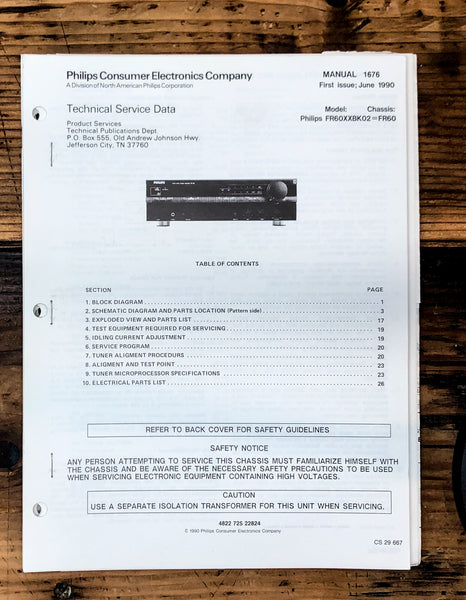 Philips Consumer Electronics Company
A Division of North American Philips Corporation
MANUAL 1676
First issue; June 1990
Technical Service Data
Model: Chassis:
Philips FR60XXBK02 = FR60
Product Services
Technical Publications Dept.
P.O. Box 555, Old Andrew Johnson Hwy.
Jefferson City, TN 37760
PHILIPS
TABLE OF CONTENTS
SECTION PAGE
1. BLOCK DIAGRAM 1
2. SCHEMATIC DIAGRAM AND PARTS LOCATION (Pattern side) 3
3. EXPLODED VIEW AND PARTS LIST 17
4. TEST EQUIPMENT REQUIRED FOR SERVICING 19
5. IDLING CURRENT ADJUSTMENT 19
6. SERVICE PROGRAM 20
7. TUNER ALIGMENT PROCEDURS 20
8. ALIGMENT AND TEST POINT 23
9. TUNER MICROPROCESSOR SPECIFICATIONS 23
10. ELECTRICAL PARTS LIST 26
REFER TO BACK COVER FOR SAFETY GUIDELINES
SAFETY NOTICE
ANY PERSON ATTEMPTING TO SERVICE THIS CHASSIS MUST FAMILIARIZE HIMSELF WITH
THE CHASSIS AND BE AWARE OF THE NECESSARY SAFETY PRECAUTIONS TO BE USED
WHEN SERVICING ELECTRONIC EQUIPMENT CONTAINING HIGH VOLTAGES.
CAUTION
USE A SEPARATE ISOLATION TRANSFORMER FOR THIS UNIT WHEN SERVICING.
4822 725 22824
© 1990 Philips Consumer Electronics Company
CS 29 667